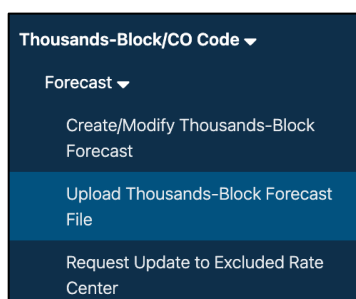 Thousands-Block/CO Code
Forecast
Create/Modify Thousands-Block
Forecast
Upload Thousands-Block Forecast
File
Request Update to Excluded Rate
Center